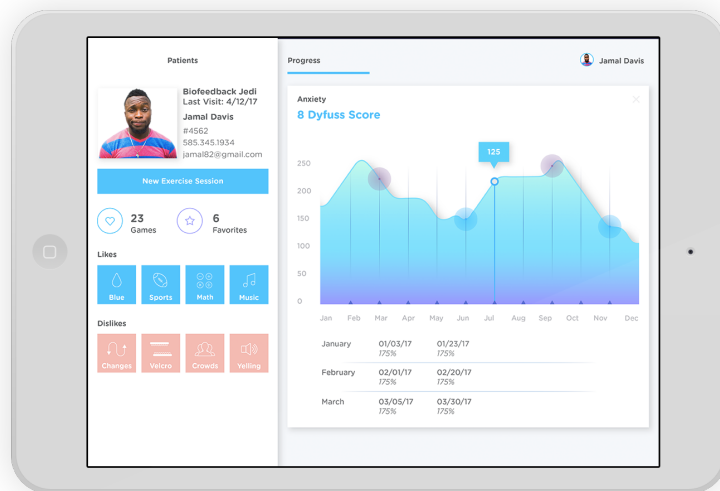 Patients
Biofeedback Jedi
Last Visit: 4/12/17
Jamal Davis
#4562
585.345.1934
jamal82@gmail.com
New Exercise Session
23
Games
6
Favorites
Likes
Blue
Sports
Math
Music
Dislikes
Changes
Velcro
Crowds
Yelling
Progress
Jamal Davis
Anxiety
8 Dyfuss Score
125
250
200
150
100
50
0
Jan Feb Mar Apr May Jun Jul Aug Sep Oct Nov Dec
January 01/03/17 01/23/17
175% 175%
February 02/01/17 02/20/17
175% 175%
March 03/05/17 03/30/17
175% 175%